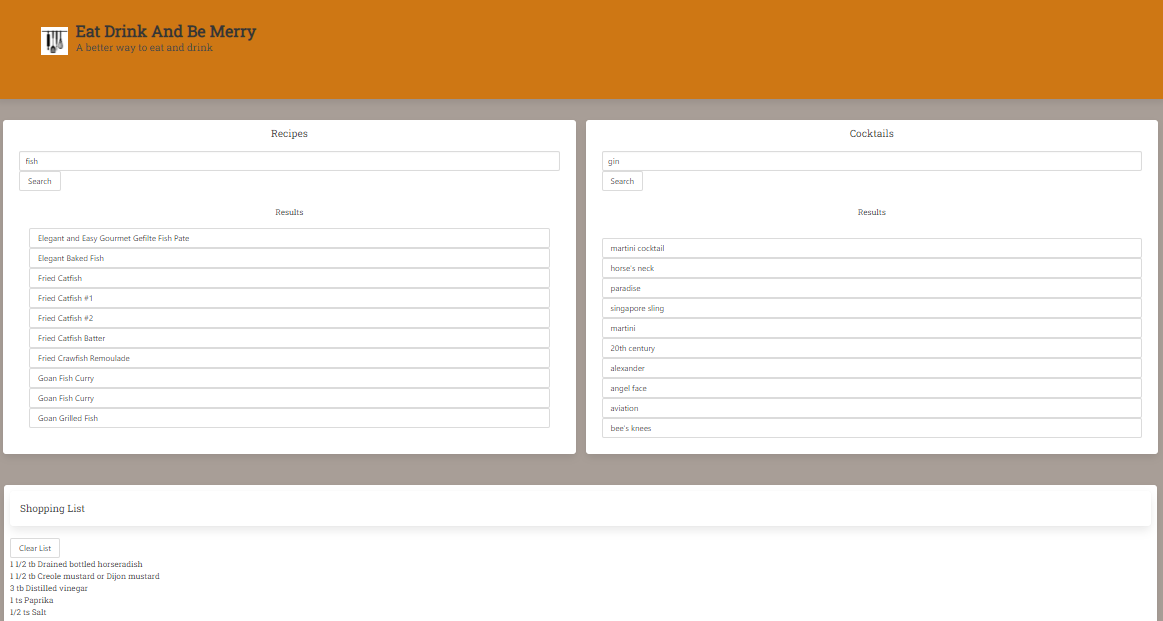 Eat Drink And Be Merry
A better way to eat and drink
Recipes
fish
Search
Results
Elegant and Easy Gourmet Gefilte Fish Pate
Elegant Baked Fish
Fried Catfish
Fried Catfish #1
Fried Catfish #2
Fried Catfish Batter
Fried Crawfish Remoulade
Goan Fish Curry
Goan Fish Curry
Goan Grilled Fish
Cocktails
gin
Search
Results
martini cocktail
horse's neck
paradise
singapore sling
martini
20th century
alexander
angel face
aviation
bee's knees
Shopping List
Clear List
1 1/2 tb Drained bottled horseradish
1 1/2 tb Creole mustard or Dijon mustard
3 tb Distilled vinegar
1 ts Paprika
1/2 ts Salt